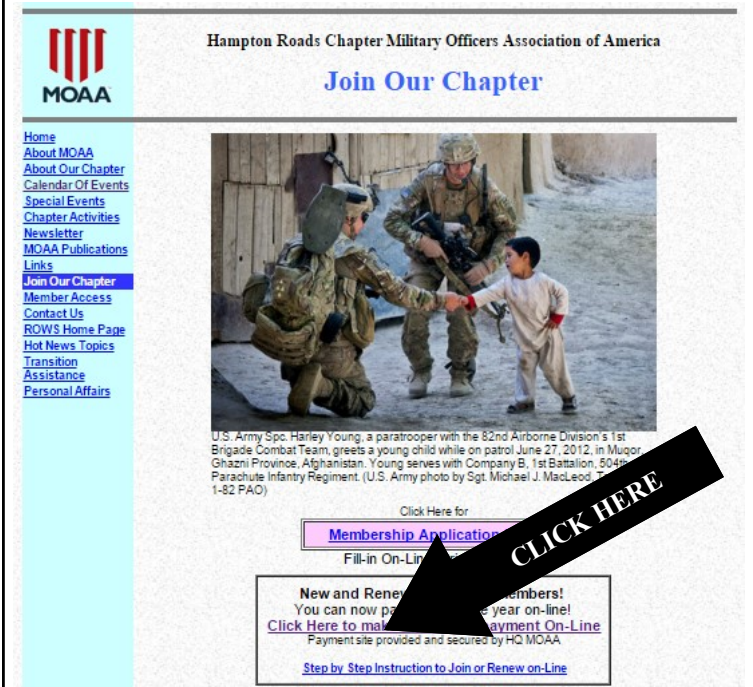 Hampton Roads Chapter Military Officers Association of America
Join Our Chapter
MOAA
Home
About MOAA
About Our Chapter
Calendar Of Events
Special Events
Chapter Activities
Newsletter
MOAA Publications
Links
Join Our Chapter
Member Access
Contact Us
ROWS Home Page
Hot News Topics
Transition
Assistance
Personal Affairs
U.S. Army Spc. Harley Young, a paratrooper with the 82nd Airborne Division's 1st
Brigade Combat Team, greets a young child while on patrol June 27, 2012, in Muqor,
Ghazni Province, Afghanistan. Young serves with Company B, 1st Battalion, 504th
Parachute Infantry Regiment. (U.S. Army photo by Sgt. Michael J. MacLeod,
1-82 PAO)
Click Here for
Membership Application
Fill-in
CLICK HERE
New and
You can now year on-line!
Click Here to On-Line
Payment site provided and secured by HQ MOAA
Step by Step Instruction to Join or Renew on-Line